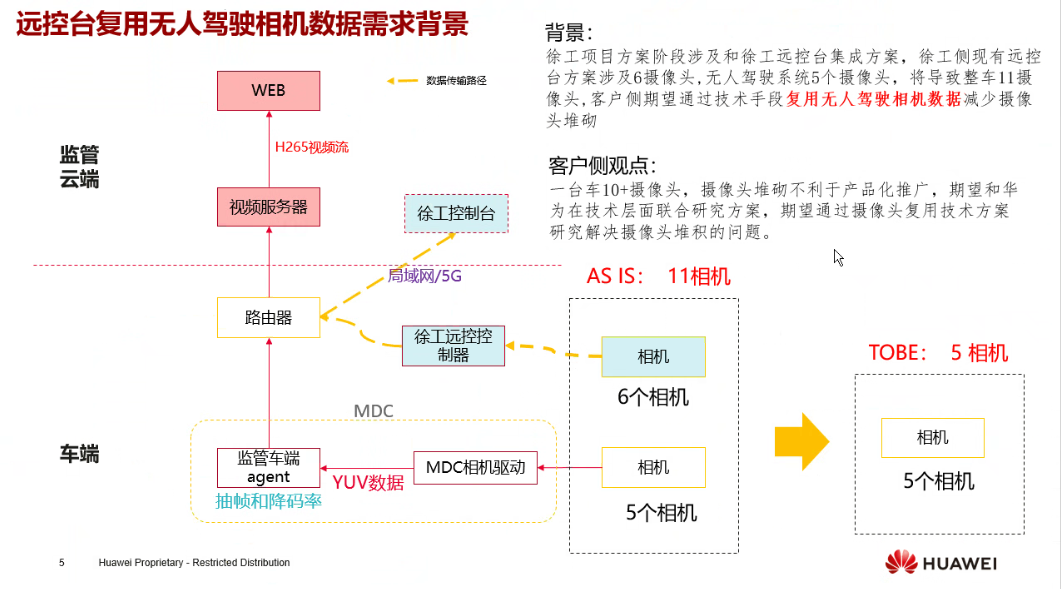 远控台复用无人驾驶相机数据需求背景
背景：
徐工项目方案阶段涉及和徐工远控台集成方案，徐工侧现有远控
台方案涉及6摄像头,无人驾驶系统5个摄像头，将导致整车11摄
像头,客户侧期望通过技术手段复用无人驾驶相机数据减少摄像
头堆砌
客户侧观点：
一台车10+摄像头，摄像头堆砌不利于产品化推广，期望和华
为在技术层面联合研究方案，期望通过摄像头复用技术方案
研究解决摄像头堆积的问题。
数据传输路径
WEB
H265视频流
监管
云端
视频服务器
徐工控制台
局域网/5G
AS IS： 11相机
路由器
徐工远控控
制器
相机
6个相机
TOBE： 5 相机
MDC
车端
监管车端
agent
YUV数据
MDC相机驱动
相机
抽帧和降码率
5个相机
相机
5个相机
5
Huawei Proprietary - Restricted Distribution
HUAWEI